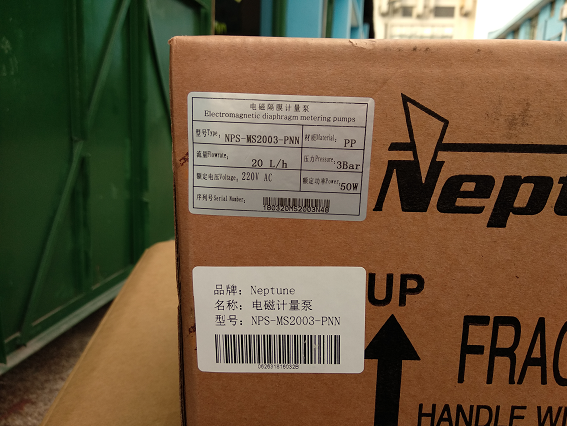 电磁隔膜计量泵
Electromagnetic diaphragm metering pumps
型号Type, NPS-MS2003-PNN 材质Material, PP
流量Flowrate, 20 L/h 压力Pressure, 3Bar
额定电压Voltage, 220V AC 额定功率Power, 50W
序列号Serial Number,
180320MS2003N48
Nept
品牌: Neptune
名称: 电磁计量泵
型号: NPS-MS2003-PNN
UP
FRAG
HANDLE WI